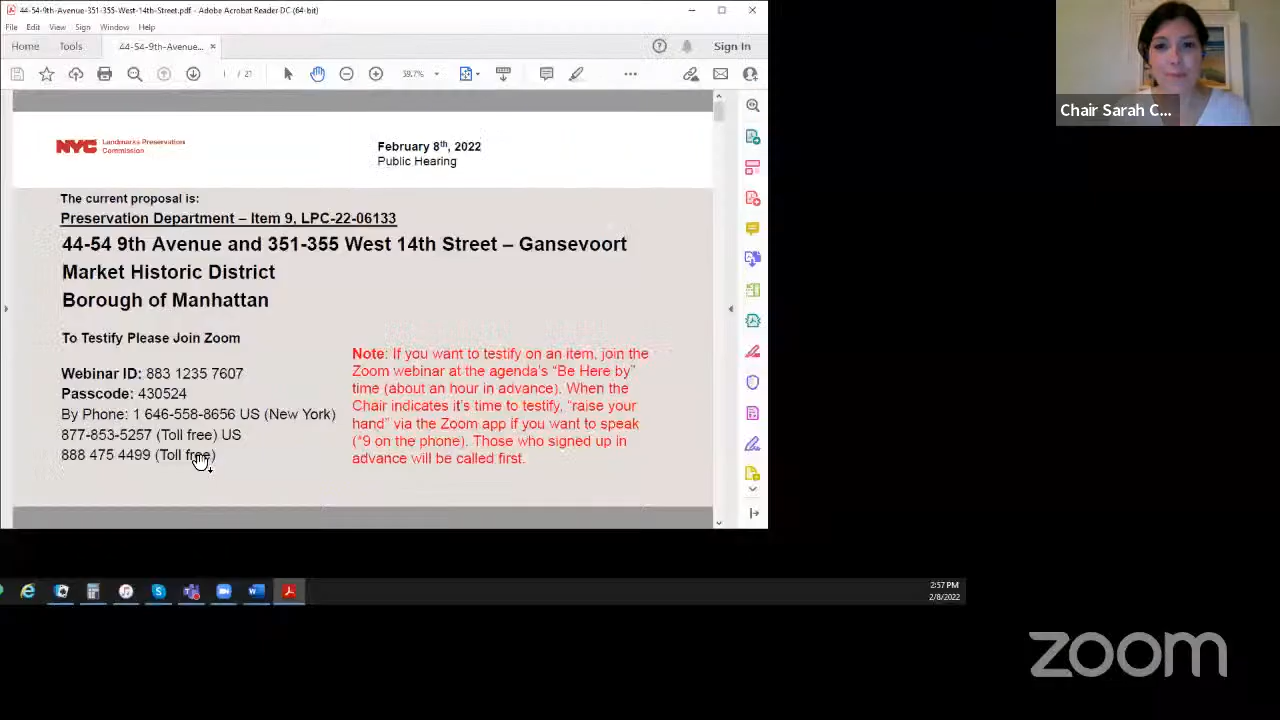 44-54-9th-Avenue-351-355-West-14th-Street.pdf - Adobe Acrobat Reader DC (64-bit)
File Edit View Sign Window Help
Home Tools 44-54-9th-Avenue... × Sign In
1 / 21
Chair Sarah C...
NYC Landmarks Preservation
Commission
February 8th, 2022
Public Hearing
The current proposal is:
Preservation Department – Item 9, LPC-22-06133
44-54 9th Avenue and 351-355 West 14th Street – Gansevoort
Market Historic District
Borough of Manhattan
To Testify Please Join Zoom
Webinar ID: 883 1235 7607
Passcode: 430524
By Phone: 1 646-558-8656 US (New York)
877-853-5257 (Toll free) US
888 475 4499 (Toll free)
Note: If you want to testify on an item, join the
Zoom webinar at the agenda's “Be Here by”
time (about an hour in advance). When the
Chair indicates it's time to testify, “raise your
hand” via the Zoom app if you want to speak
(*9 on the phone). Those who signed up in
advance will be called first.
2:57 PM
2/8/2022
zoom